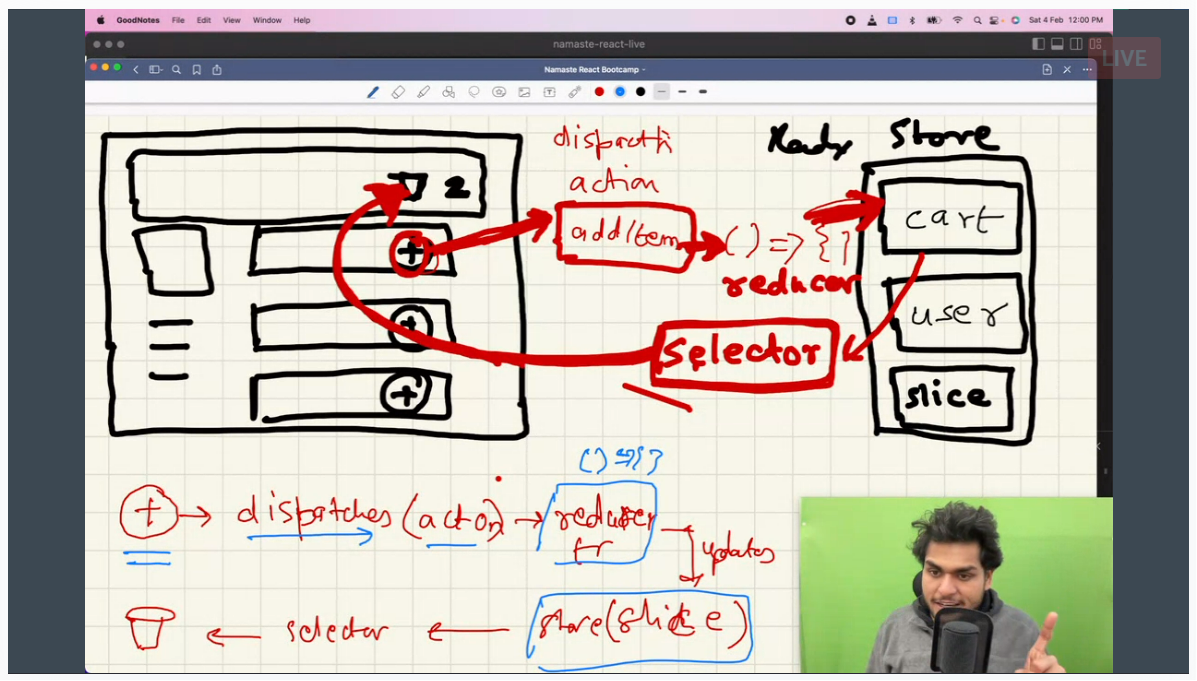 GoodNotes File Edit View Window Help
Sat 4 Feb 12:00 PM
namaste-react-live
LIVE
Namaste React Bootcamp
dispatch
action
Redux
Store
2
+
addItem
() => { }
reducer
cart
+
user
selector
+
slice
() => { }
+ → dispatches (action) → reducer
fr
updates
← selector ← store (slice)